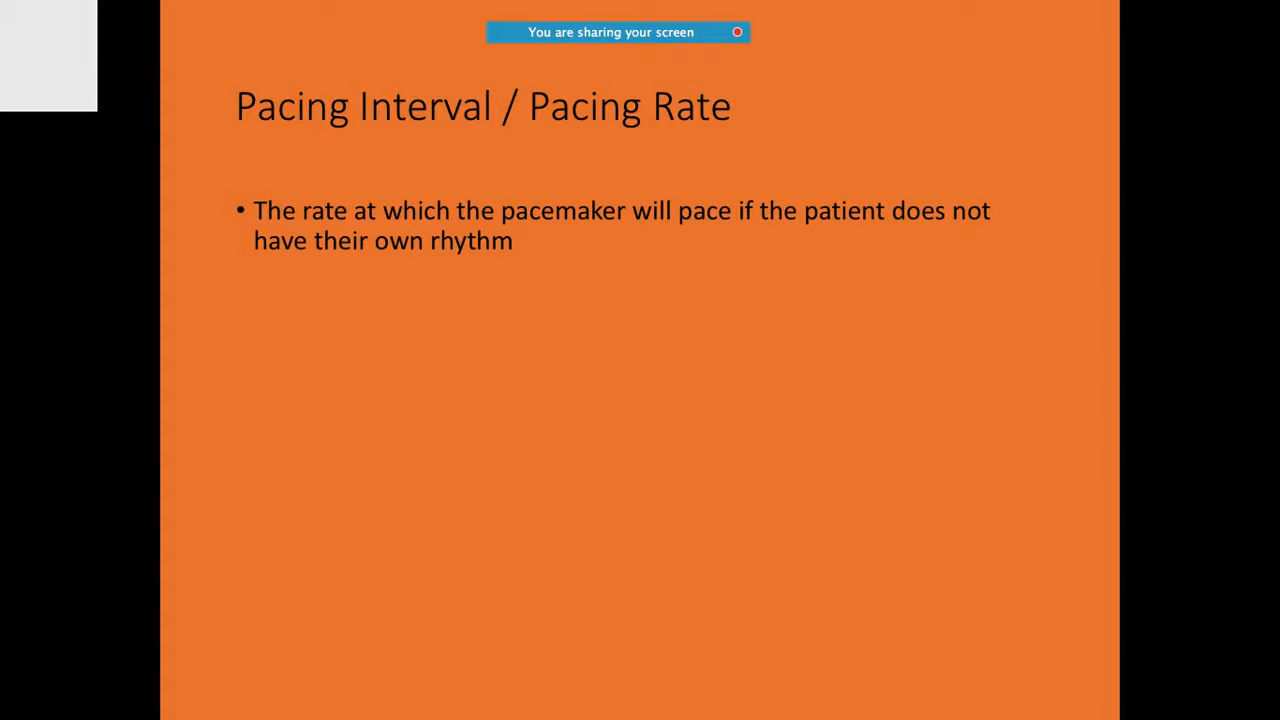 You are sharing your screen
Pacing Interval / Pacing Rate
• The rate at which the pacemaker will pace if the patient does not
have their own rhythm